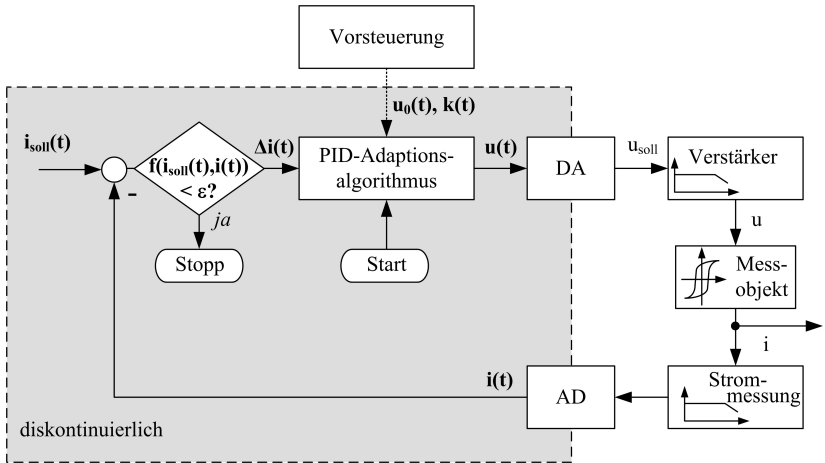 Vorsteuerung
u₀(t), k(t)
i_soll(t)
f(i_soll(t),i(t))
< ε?
Δi(t)
PID-Adaptions-
algorithmus
u(t)
DA
u_soll
Verstärker
-
ja
u
Stopp
Start
Mess-
objekt
i
i(t)
AD
Strom-
messung
diskontinuierlich